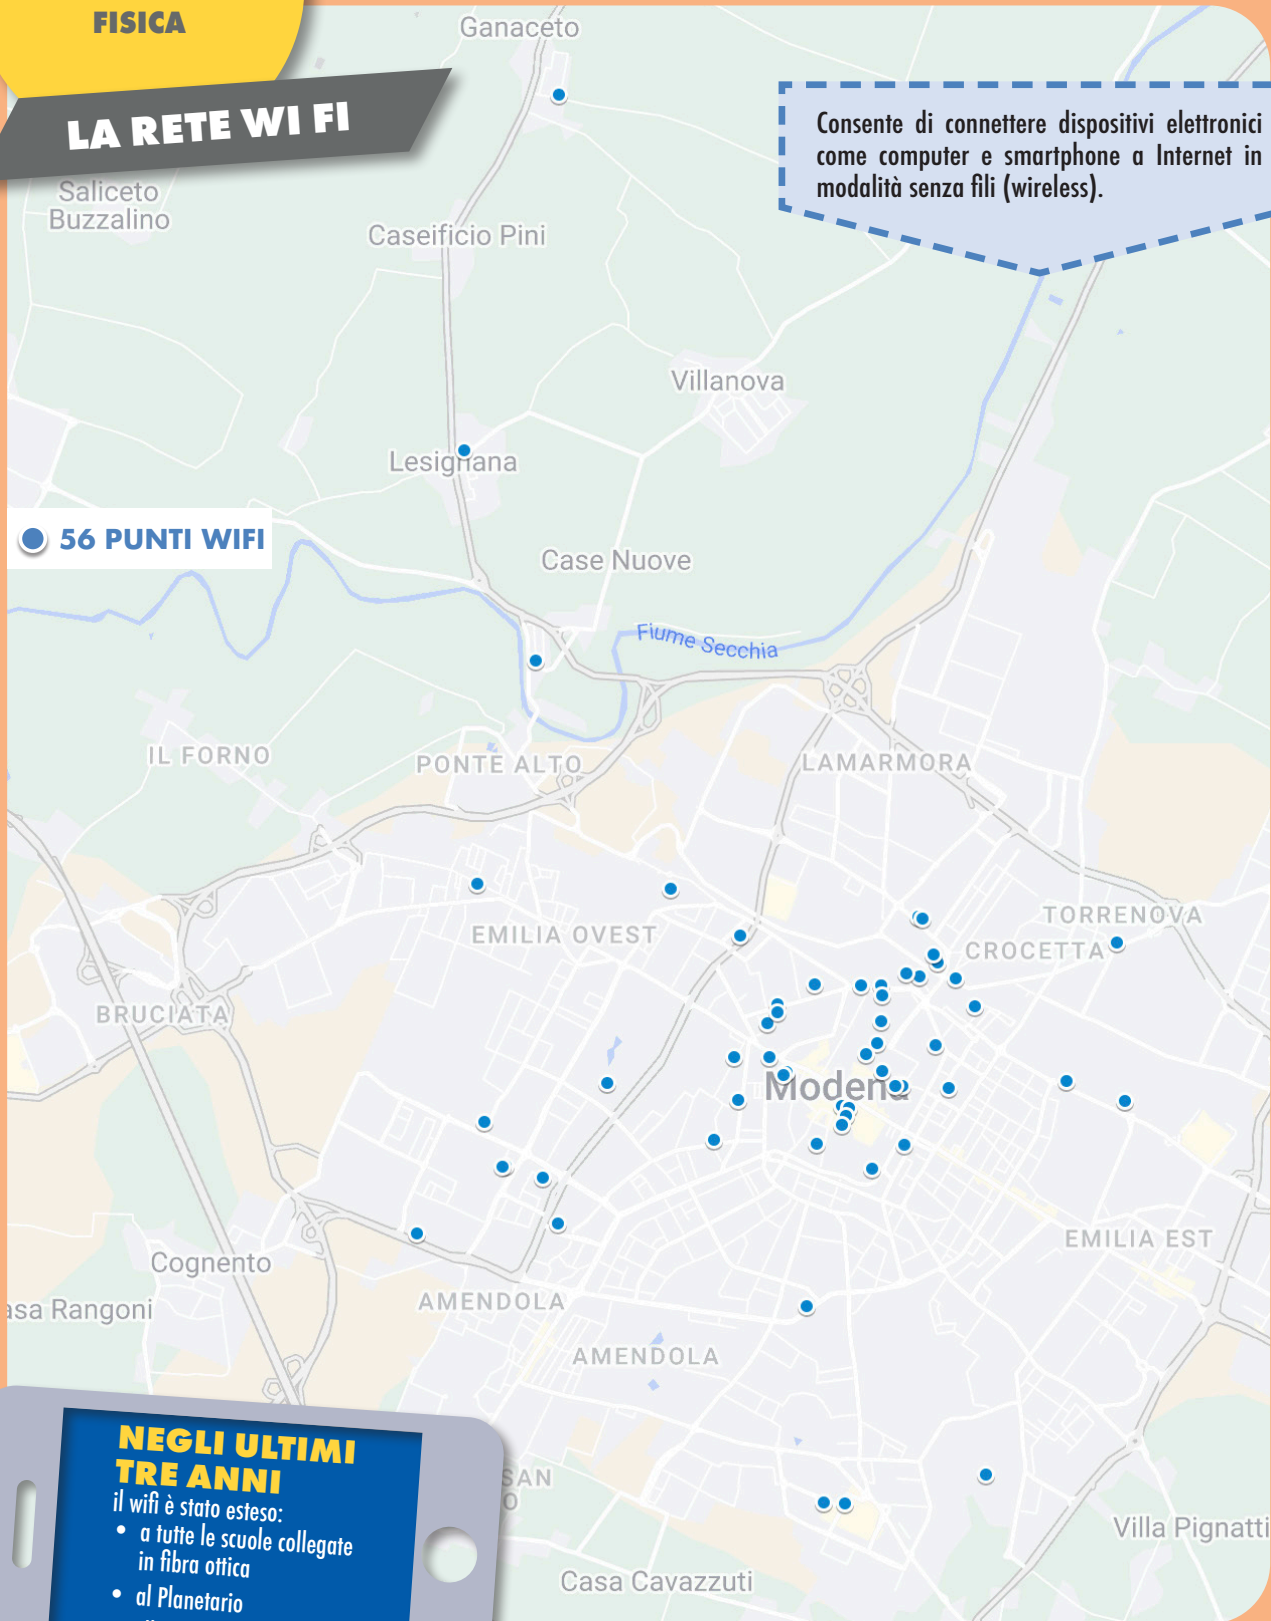 FISICA
LA RETE WI FI
Consente di connettere dispositivi elettronici
come computer e smartphone a Internet in
modalità senza fili (wireless).
Ganaceto
Saliceto
Buzzalino
Caseificio Pini
Villanova
Lesignana
56 PUNTI WIFI
Case Nuove
Fiume Secchia
IL FORNO
PONTE ALTO
LAMARMORA
EMILIA OVEST
TORRENOVA
CROCETTA
BRUCIATA
Modena
EMILIA EST
Cognento
asa Rangoni
AMENDOLA
AMENDOLA
NEGLI ULTIMI
TRE ANNI
il wifi è stato esteso:
• a tutte le scuole collegate
in fibra ottica
• al Planetario
SAN
O
Villa Pignatti
Casa Cavazzuti